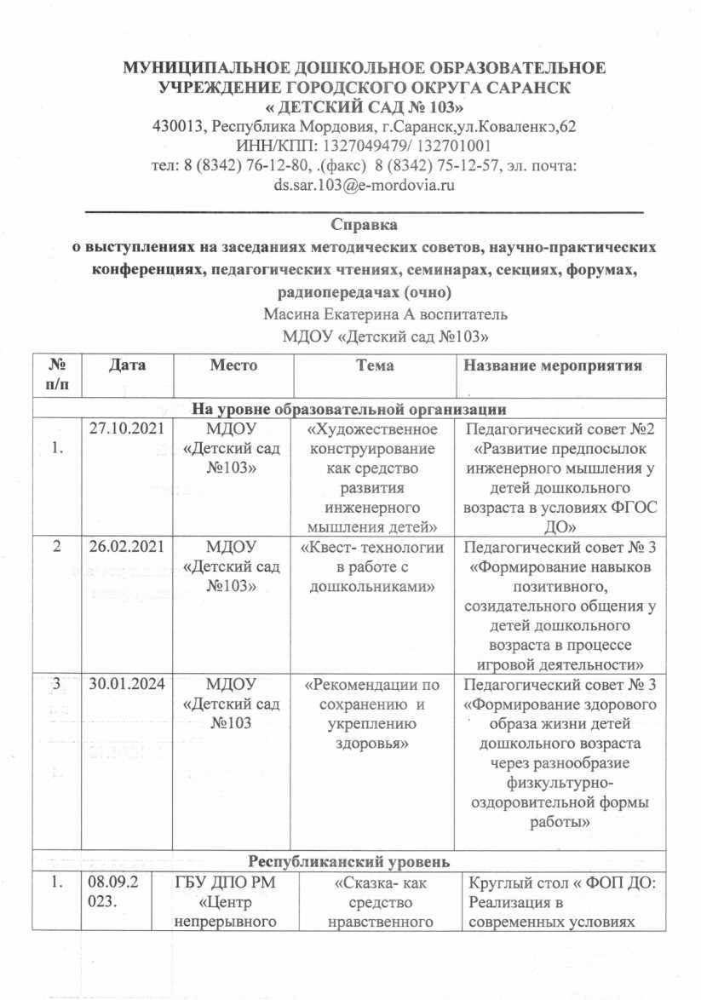 МУНИЦИПАЛЬНОЕ ДОШКОЛЬНОЕ ОБРАЗОВАТЕЛЬНОЕ
УЧРЕЖДЕНИЕ ГОРОДСКОГО ОКРУГА САРАНСК
« ДЕТСКИЙ САД № 103»
430013, Республика Мордовия, г.Саранск,ул.Коваленко,62
ИНН/КПП: 1327049479/ 132701001
тел: 8 (8342) 76-12-80, .(факс) 8 (8342) 75-12-57, эл. почта:
ds.sar.103@e-mordovia.ru
Справка
о выступлениях на заседаниях методических советов, научно-практических
конференциях, педагогических чтениях, семинарах, секциях, форумах,
радиопередачах (очно)
Масина Екатерина А воспитатель
МДОУ «Детский сад №103»
№ п/п Дата Место Тема Название мероприятия
На уровне образовательной организации
1. 27.10.2021 МДОУ «Художественное Педагогический совет №2
«Детский сад конструирование «Развитие предпосылок
№103» как средство инженерного мышления у
развития детей дошкольного
инженерного возраста в условиях ФГОС
мышления детей» ДО»
2 26.02.2021 МДОУ «Квест- технологии Педагогический совет № 3
«Детский сад в работе с «Формирование навыков
№103» дошкольниками» позитивного,
созидательного общения у
детей дошкольного
возраста в процессе
игровой деятельности»
3 30.01.2024 МДОУ «Рекомендации по Педагогический совет № 3
«Детский сад сохранению и «Формирование здорового
№103 укреплению образа жизни детей
здоровья» дошкольного возраста
через разнообразие
физкультурно-
оздоровительной формы
работы»
Республиканский уровень
1. 08.09.2 ГБУ ДПО РМ «Сказка- как Круглый стол « ФОП ДО:
023. «Центр средство Реализация в
непрерывного нравственного современных условиях